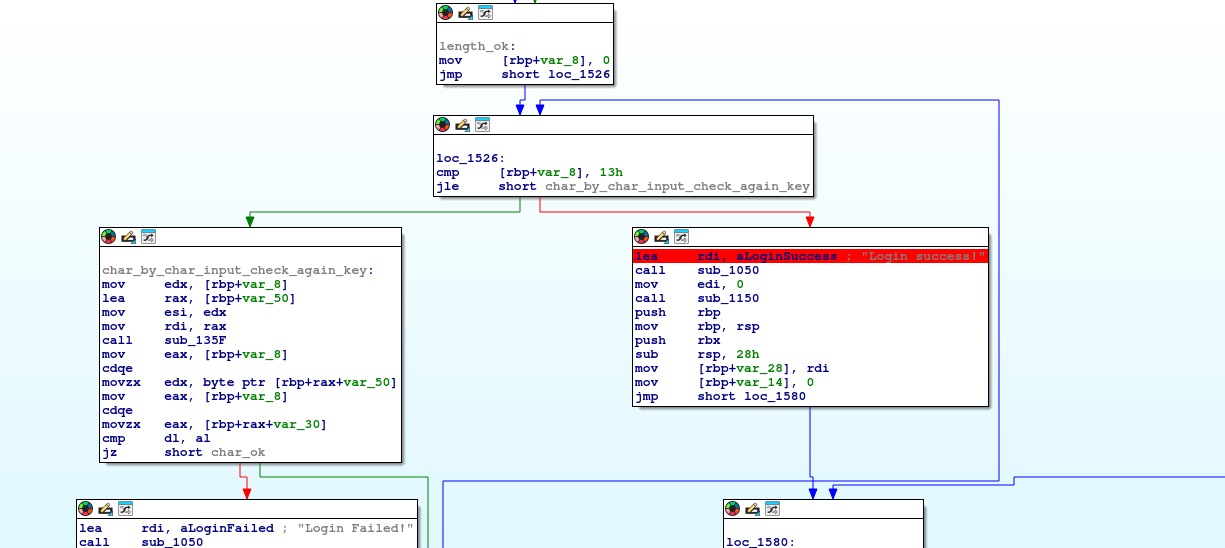 length_ok:
mov [rbp+var_8], 0
jmp short loc_1526
loc_1526:
cmp [rbp+var_8], 13h
jle short char_by_char_input_check_again_key
char_by_char_input_check_again_key:
mov edx, [rbp+var_8]
lea rax, [rbp+var_50]
mov esi, edx
mov rdi, rax
call sub_135F
mov eax, [rbp+var_8]
cdqe
movzx edx, byte ptr [rbp+rax+var_50]
mov eax, [rbp+var_8]
cdqe
movzx eax, [rbp+rax+var_30]
cmp dl, al
jz short char_ok
lea rdi, aLoginSuccess ; "Login success!"
call sub_1050
mov edi, 0
call sub_1150
push rbp
mov rbp, rsp
push rbx
sub rsp, 28h
mov [rbp+var_28], rdi
mov [rbp+var_14], 0
jmp short loc_1580
lea rdi, aLoginFailed ; "Login Failed!"
call sub_1050
loc_1580: